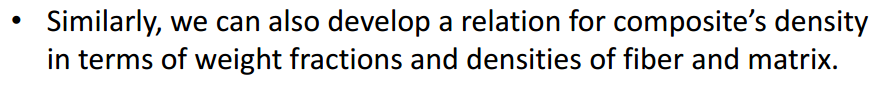 • Similarly, we can also develop a relation for composite’s density
in terms of weight fractions and densities of fiber and matrix.